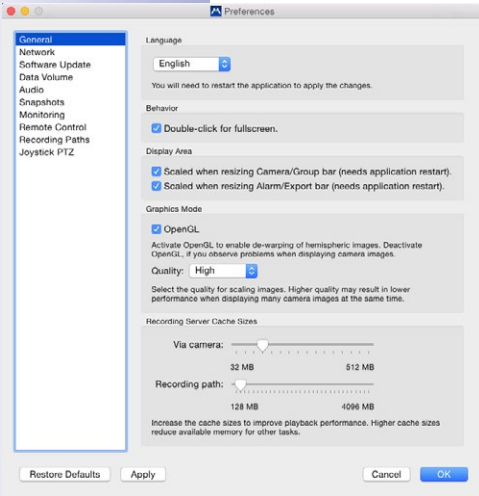 Preferences
General
Network
Software Update
Data Volume
Audio
Snapshots
Monitoring
Remote Control
Recording Paths
Joystick PTZ
Language
English
You will need to restart the application to apply the changes.
Behavior
Double-click for fullscreen.
Display Area
Scaled when resizing Camera/Group bar (needs application restart).
Scaled when resizing Alarm/Export bar (needs application restart).
Graphics Mode
OpenGL
Activate OpenGL to enable de-warping of hemispheric images. Deactivate
OpenGL, if you observe problems when displaying camera images.
Quality: High
Select the quality for scaling images. Higher quality may result in lower
performance when displaying many camera images at the same time.
Recording Server Cache Sizes
Via camera:
32 MB 512 MB
Recording path:
128 MB 4096 MB
Increase the cache sizes to improve playback performance. Higher cache sizes
reduce available memory for other tasks.
Restore Defaults Apply Cancel OK